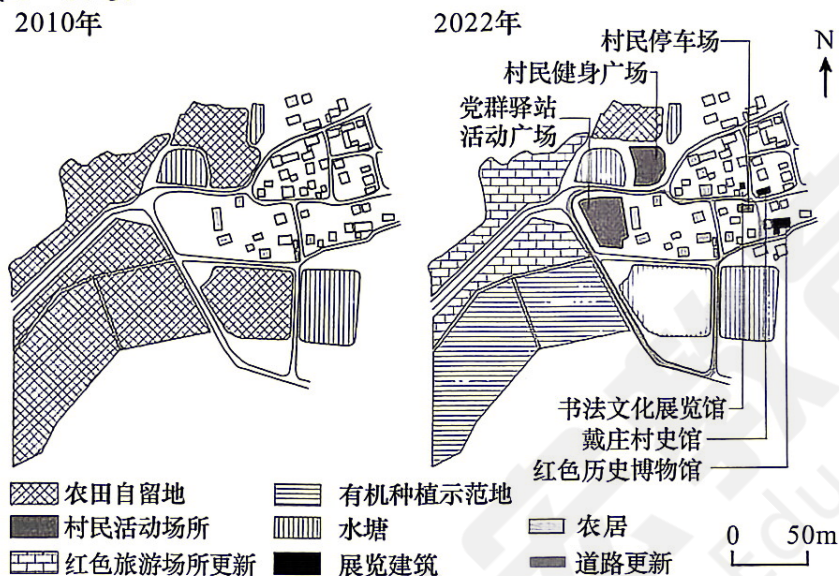 2010年
2022年
村民停车场
N
村民健身广场
党群驿站
活动广场
书法文化展览馆
戴庄村史馆
红色历史博物馆
农田自留地
有机种植示范地
村民活动场所
水塘
农居
0 50m
红色旅游场所更新
展览建筑
道路更新